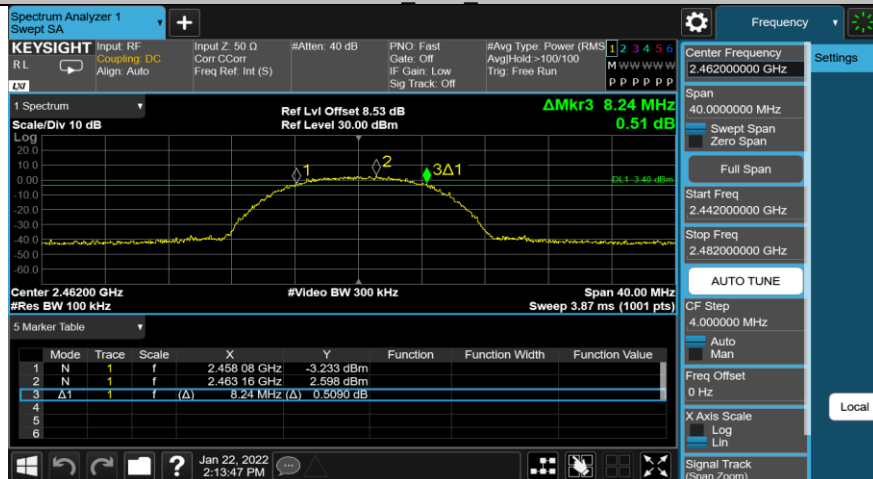 Spectrum Analyzer 1
Swept SA
+
Frequency
KEYSIGHT
RL
LXI
Input: RF
Coupling: DC
Align: Auto
Input Z: 50 Ω
Corr CCorr
Freq Ref: Int (S)
#Atten: 40 dB
PNO: Fast
Gate: Off
IF Gain: Low
Sig Track: Off
#Avg Type: Power (RMS
Avg|Hold:>100/100
Trig: Free Run
1 2 3 4 5 6
M W W W W W
P P P P P P
1 Spectrum
Scale/Div 10 dB
Ref Lvl Offset 8.53 dB
Ref Level 30.00 dBm
ΔMkr3 8.24 MHz
0.51 dB
Log
20.0
10.0
0.00
-10.0
-20.0
-30.0
-40.0
-50.0
-60.0
1
2
3Δ1
DL1 -3.40 dBm
Center 2.46200 GHz
#Res BW 100 kHz
#Video BW 300 kHz
Span 40.00 MHz
Sweep 3.87 ms (1001 pts)
5 Marker Table
Mode Trace Scale X Y Function Function Width Function Value
1 N 1 f 2.458 08 GHz -3.233 dBm
2 N 1 f 2.463 16 GHz 2.598 dBm
3 Δ1 1 f (Δ) 8.24 MHz (Δ) 0.5090 dB
4
5
6
?
Jan 22, 2022
2:13:47 PM
Center Frequency
2.462000000 GHz
Span
40.0000000 MHz
Swept Span
Zero Span
Full Span
Start Freq
2.442000000 GHz
Stop Freq
2.482000000 GHz
AUTO TUNE
CF Step
4.000000 MHz
Auto
Man
Freq Offset
0 Hz
X Axis Scale
Log
Lin
Signal Track
(Span Zoom)
Settings
Local